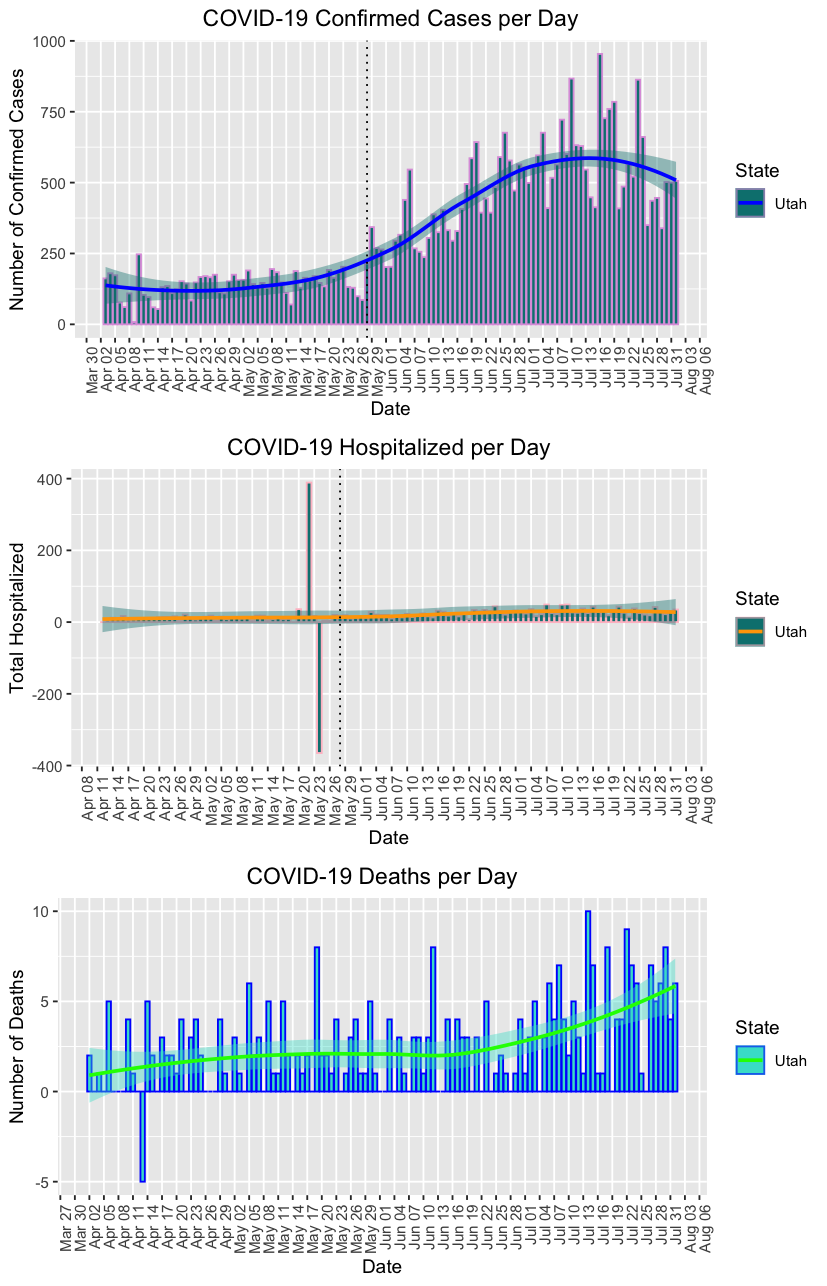 COVID-19 Confirmed Cases per Day
1000
750
500
250
0
Number of Confirmed Cases
Mar 30
Apr 02
Apr 05
Apr 08
Apr 11
Apr 14
Apr 17
Apr 20
Apr 23
Apr 26
Apr 29
May 02
May 05
May 08
May 11
May 14
May 17
May 20
May 23
May 26
May 29
Jun 01
Jun 04
Jun 07
Jun 10
Jun 13
Jun 16
Jun 19
Jun 22
Jun 25
Jun 28
Jul 01
Jul 04
Jul 07
Jul 10
Jul 13
Jul 16
Jul 19
Jul 22
Jul 25
Jul 28
Jul 31
Aug 03
Aug 06
Date
State
Utah
COVID-19 Hospitalized per Day
400
200
0
-200
-400
Total Hospitalized
Apr 08
Apr 11
Apr 14
Apr 17
Apr 20
Apr 23
Apr 26
Apr 29
May 02
May 05
May 08
May 11
May 14
May 17
May 20
May 23
May 26
May 29
Jun 01
Jun 04
Jun 07
Jun 10
Jun 13
Jun 16
Jun 19
Jun 22
Jun 25
Jun 28
Jul 01
Jul 04
Jul 07
Jul 10
Jul 13
Jul 16
Jul 19
Jul 22
Jul 25
Jul 28
Jul 31
Aug 03
Aug 06
Date
State
Utah
COVID-19 Deaths per Day
10
5
0
-5
Number of Deaths
Mar 27
Mar 30
Apr 02
Apr 05
Apr 08
Apr 11
Apr 14
Apr 17
Apr 20
Apr 23
Apr 26
Apr 29
May 02
May 05
May 08
May 11
May 14
May 17
May 20
May 23
May 26
May 29
Jun 01
Jun 04
Jun 07
Jun 10
Jun 13
Jun 16
Jun 19
Jun 22
Jun 25
Jun 28
Jul 01
Jul 04
Jul 07
Jul 10
Jul 13
Jul 16
Jul 19
Jul 22
Jul 25
Jul 28
Jul 31
Aug 03
Aug 06
Date
State
Utah